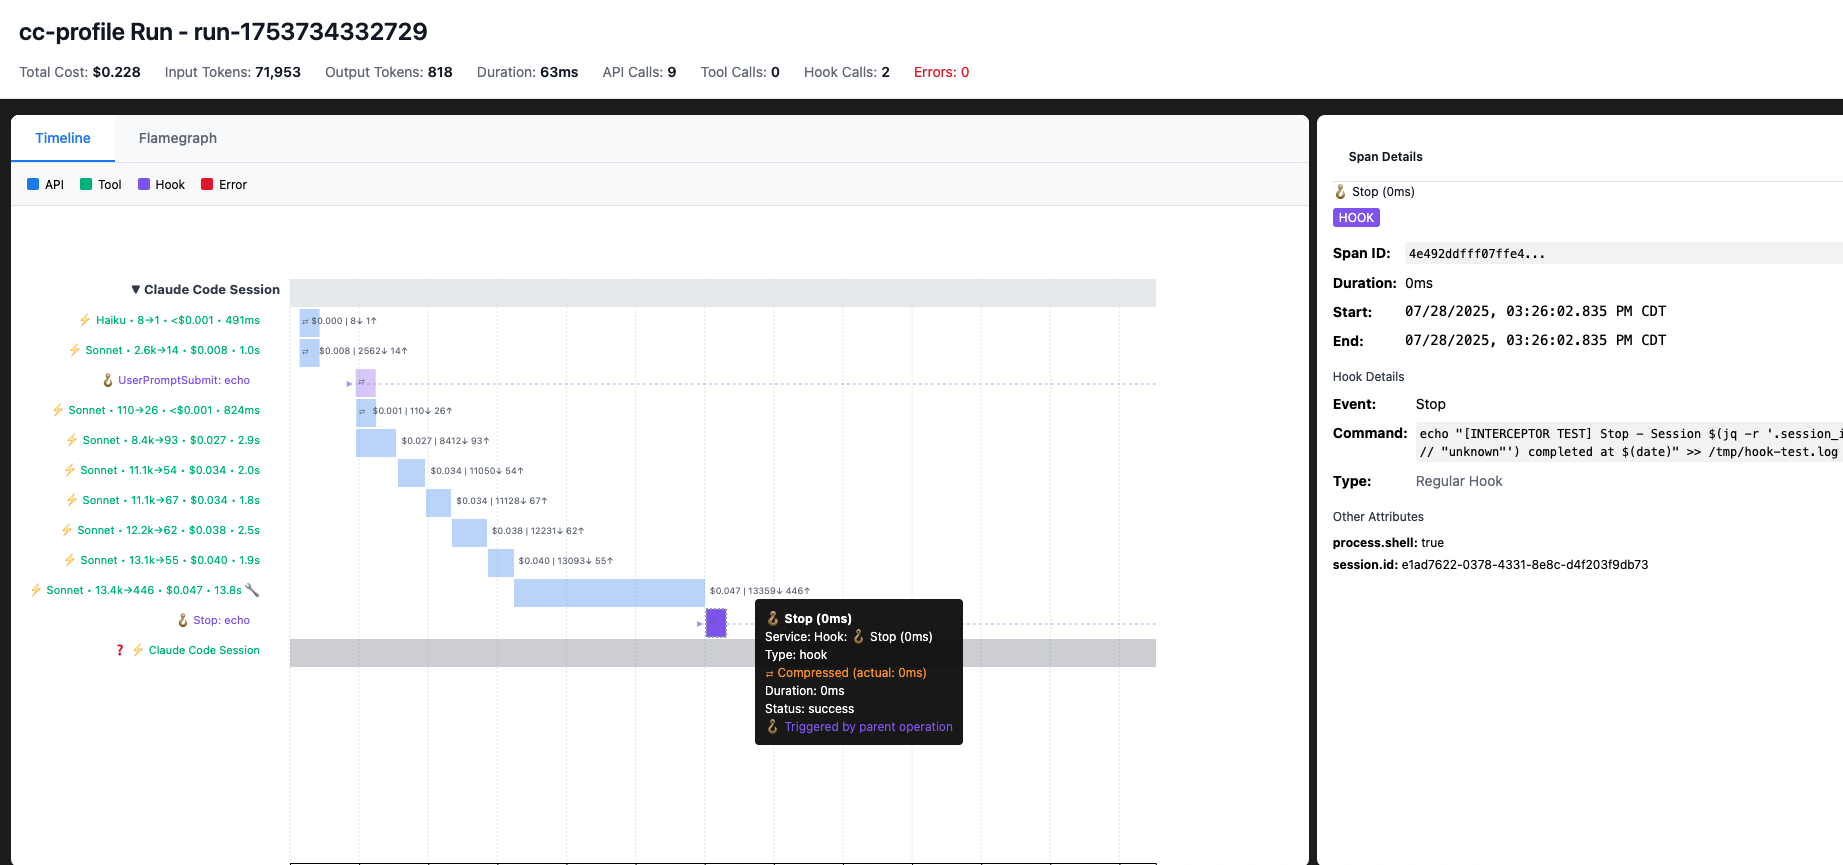 cc-profile Run - run-1753734332729
Total Cost: $0.228 Input Tokens: 71,953 Output Tokens: 818 Duration: 63ms API Calls: 9 Tool Calls: 0 Hook Calls: 2 Errors: 0
Timeline Flamegraph
API Tool Hook Error
▼ Claude Code Session
⚡ Haiku • 8→1 • <$0.001 • 491ms ⇄ $0.000 | 8↓ 1↑
⚡ Sonnet • 2.6k→14 • $0.008 • 1.0s ⇄ $0.008 | 2562↓ 14↑
🪝 UserPromptSubmit: echo ⇄
⚡ Sonnet • 110→26 • <$0.001 • 824ms ⇄ $0.001 | 110↓ 26↑
⚡ Sonnet • 8.4k→93 • $0.027 • 2.9s $0.027 | 8412↓ 93↑
⚡ Sonnet • 11.1k→54 • $0.034 • 2.0s $0.034 | 11050↓ 54↑
⚡ Sonnet • 11.1k→67 • $0.034 • 1.8s $0.034 | 11128↓ 67↑
⚡ Sonnet • 12.2k→62 • $0.038 • 2.5s $0.038 | 12231↓ 62↑
⚡ Sonnet • 13.1k→55 • $0.040 • 1.9s $0.040 | 13093↓ 55↑
⚡ Sonnet • 13.4k→446 • $0.047 • 13.8s 🔧 $0.047 | 13359↓ 446↑
🪝 Stop: echo
❓ ⚡ Claude Code Session
🪝 Stop (0ms)
Service: Hook: 🪝 Stop (0ms)
Type: hook
⇄ Compressed (actual: 0ms)
Duration: 0ms
Status: success
🪝 Triggered by parent operation
Span Details
🪝 Stop (0ms)
HOOK
Span ID: 4e492ddfff07ffe4...
Duration: 0ms
Start: 07/28/2025, 03:26:02.835 PM CDT
End: 07/28/2025, 03:26:02.835 PM CDT
Hook Details
Event: Stop
Command: echo "[INTERCEPTOR TEST] Stop - Session $(jq -r '.session_i
// "unknown"') completed at $(date)" >> /tmp/hook-test.log
Type: Regular Hook
Other Attributes
process.shell: true
session.id: e1ad7622-0378-4331-8e8c-d4f203f9db73